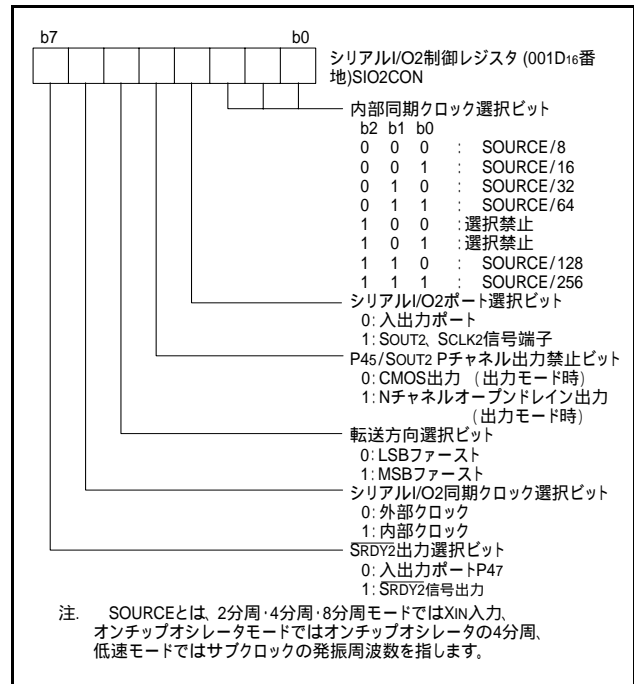 b7 b0
シリアルI/O2制御レジスタ (001D16番
地)SIO2CON
内部同期クロック選択ビット
b2 b1 b0
0 0 0 : SOURCE/8
0 0 1 : SOURCE/16
0 1 0 : SOURCE/32
0 1 1 : SOURCE/64
1 0 0 :選択禁止
1 0 1 :選択禁止
1 1 0 : SOURCE/128
1 1 1 : SOURCE/256
シリアルI/O2ポート選択ビット
0:入出力ポート
1:SOUT2、SCLK2信号端子
P45/SOUT2 Pチャネル出力禁止ビット
0:CMOS出力 (出力モード時)
1:Nチャネルオープンドレイン出力
(出力モード時)
転送方向選択ビット
0:LSBファースト
1:MSBファースト
シリアルI/O2同期クロック選択ビット
0:外部クロック
1:内部クロック
SRDY2出力選択ビット
0:入出力ポートP47
1:SRDY2信号出力
注. SOURCEとは、2分周・4分周・8分周モードではXIN入力、
オンチップオシレータモードではオンチップオシレータの4分周、
低速モードではサブクロックの発振周波数を指します。